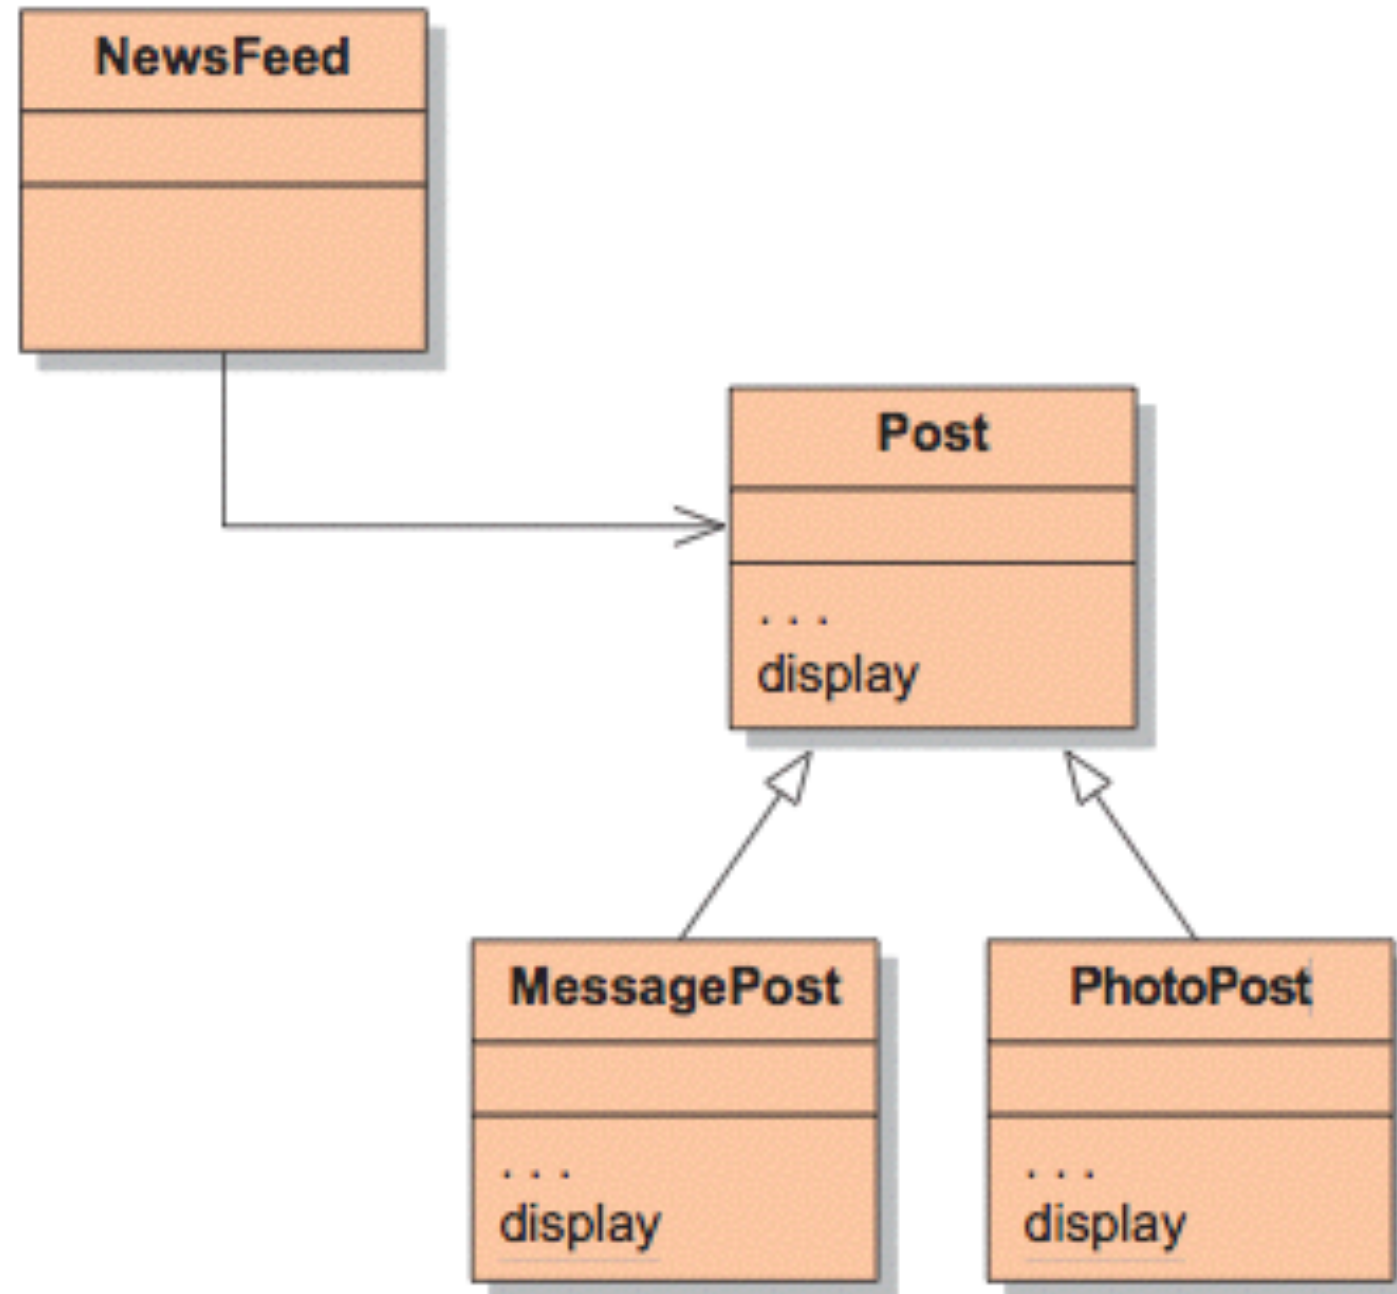 NewsFeed
Post
. . .
display
MessagePost
. . .
display
PhotoPost
. . .
display